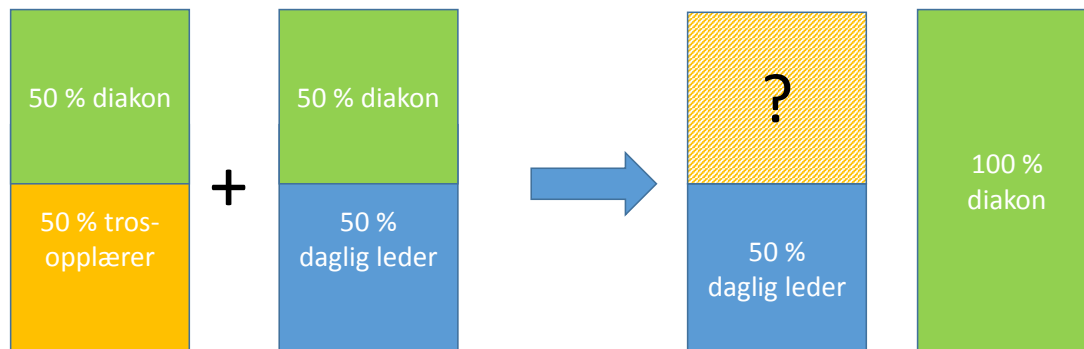 50 % diakon
50 % tros-
opplærer
+
50 % diakon
50 %
daglig leder
?
50 %
daglig leder
100 %
diakon